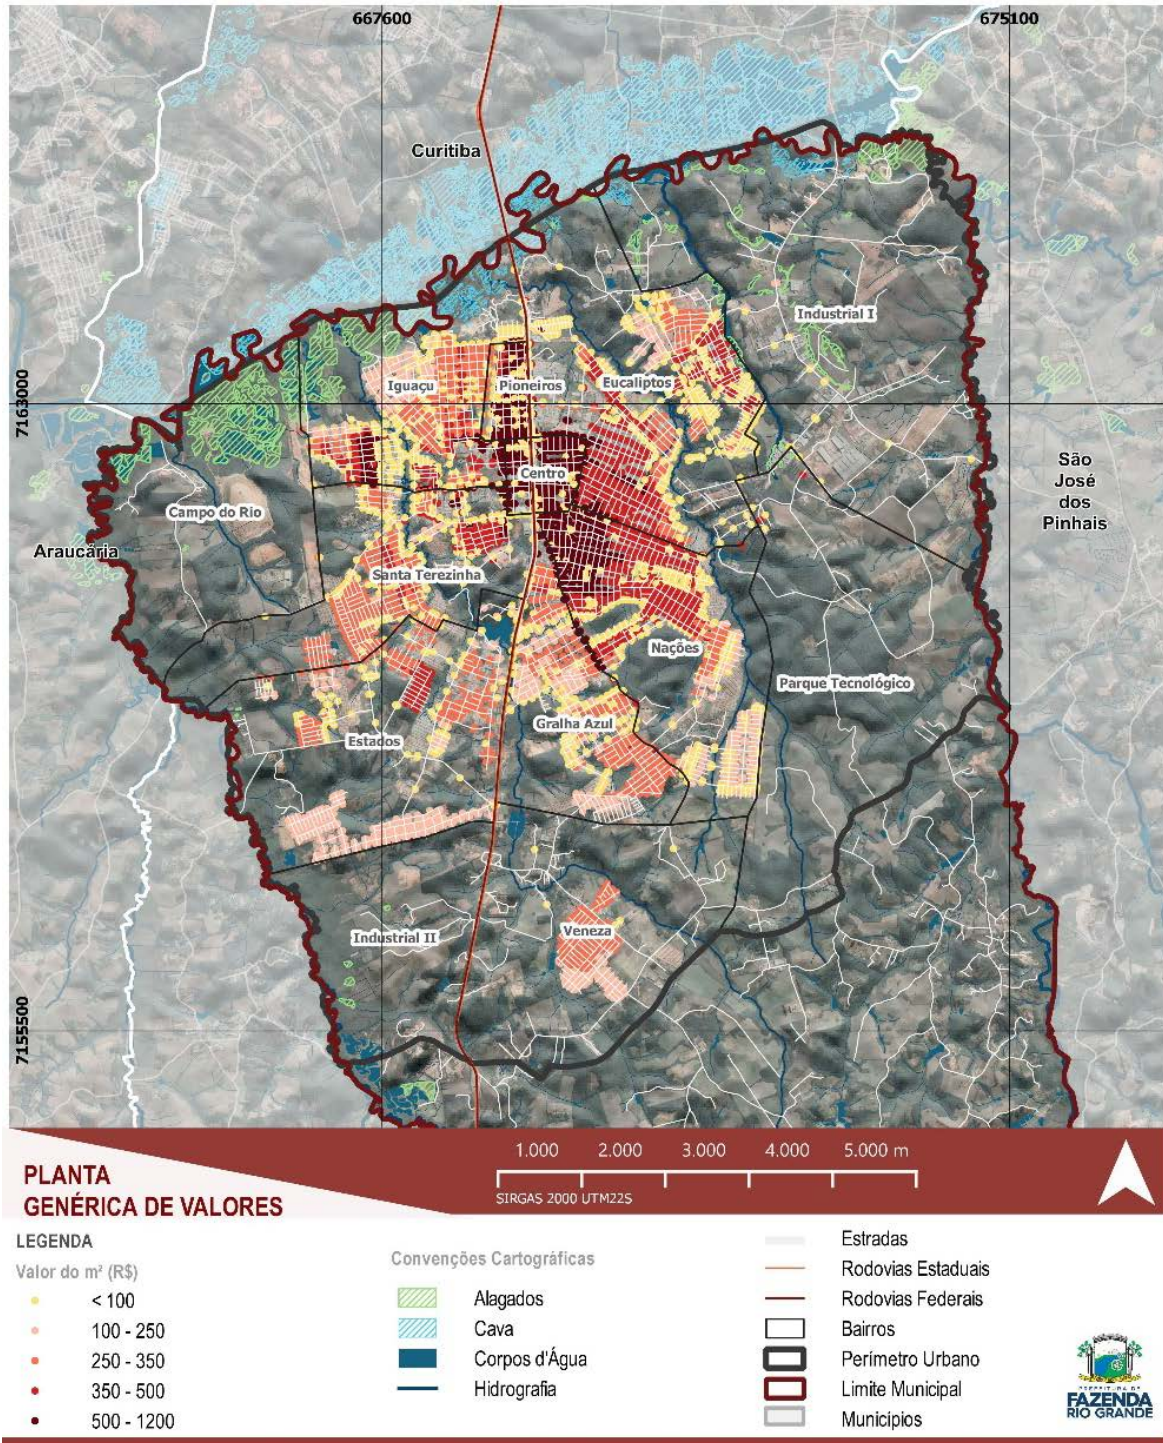 667600
675100
Curitiba
Industrial I
Iguaçu
Pioneiros
Eucaliptos
7163000
São
José
dos
Pinhais
Centro
Campo do Rio
Araucária
Santa Terezinha
Nações
Parque Tecnológico
Gralha Azul
Estados
Veneza
Industrial II
7155500
PLANTA
GENÉRICA DE VALORES
1.000 2.000 3.000 4.000 5.000 m
SIRGAS 2000 UTM22S
LEGENDA
Valor do m² (R$)
< 100
100 - 250
250 - 350
350 - 500
500 - 1200
Convenções Cartográficas
Alagados
Cava
Corpos d'Água
Hidrografia
Estradas
Rodovias Estaduais
Rodovias Federais
Bairros
Perímetro Urbano
Limite Municipal
Municípios
PREFEITURA DE
FAZENDA
RIO GRANDE